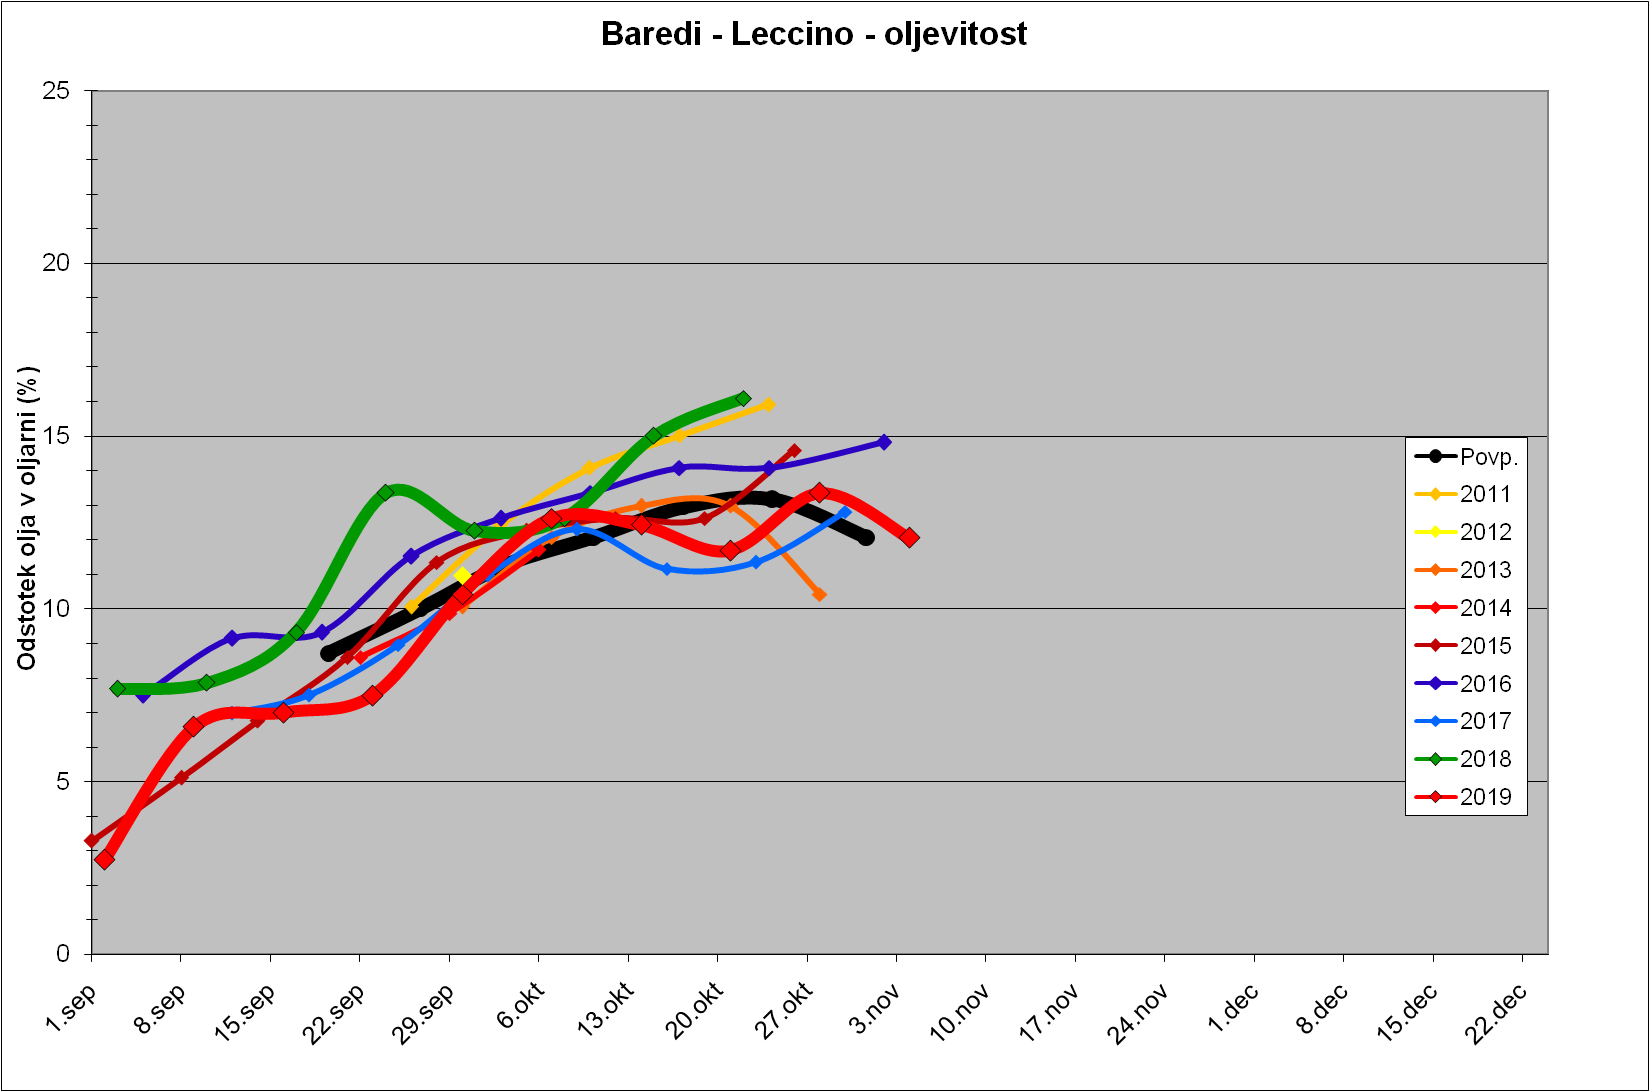 Baredi - Leccino - oljevitost
Odstotek olja v oljarni (%)
25
20
15
10
5
0
1.sep
8.sep
15.sep
22.sep
29.sep
6.okt
13.okt
20.okt
27.okt
3.nov
10.nov
17.nov
24.nov
1.dec
8.dec
15.dec
22.dec
Povp.
2011
2012
2013
2014
2015
2016
2017
2018
2019